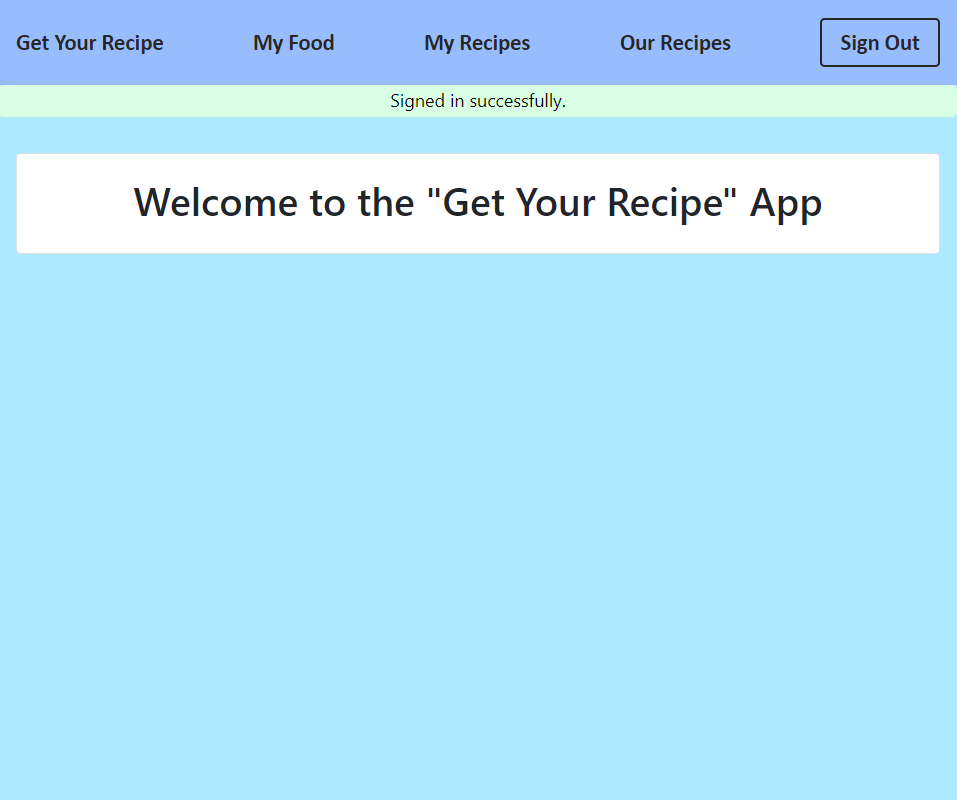 Get Your Recipe My Food My Recipes Our Recipes Sign Out
Signed in successfully.
Welcome to the "Get Your Recipe" App